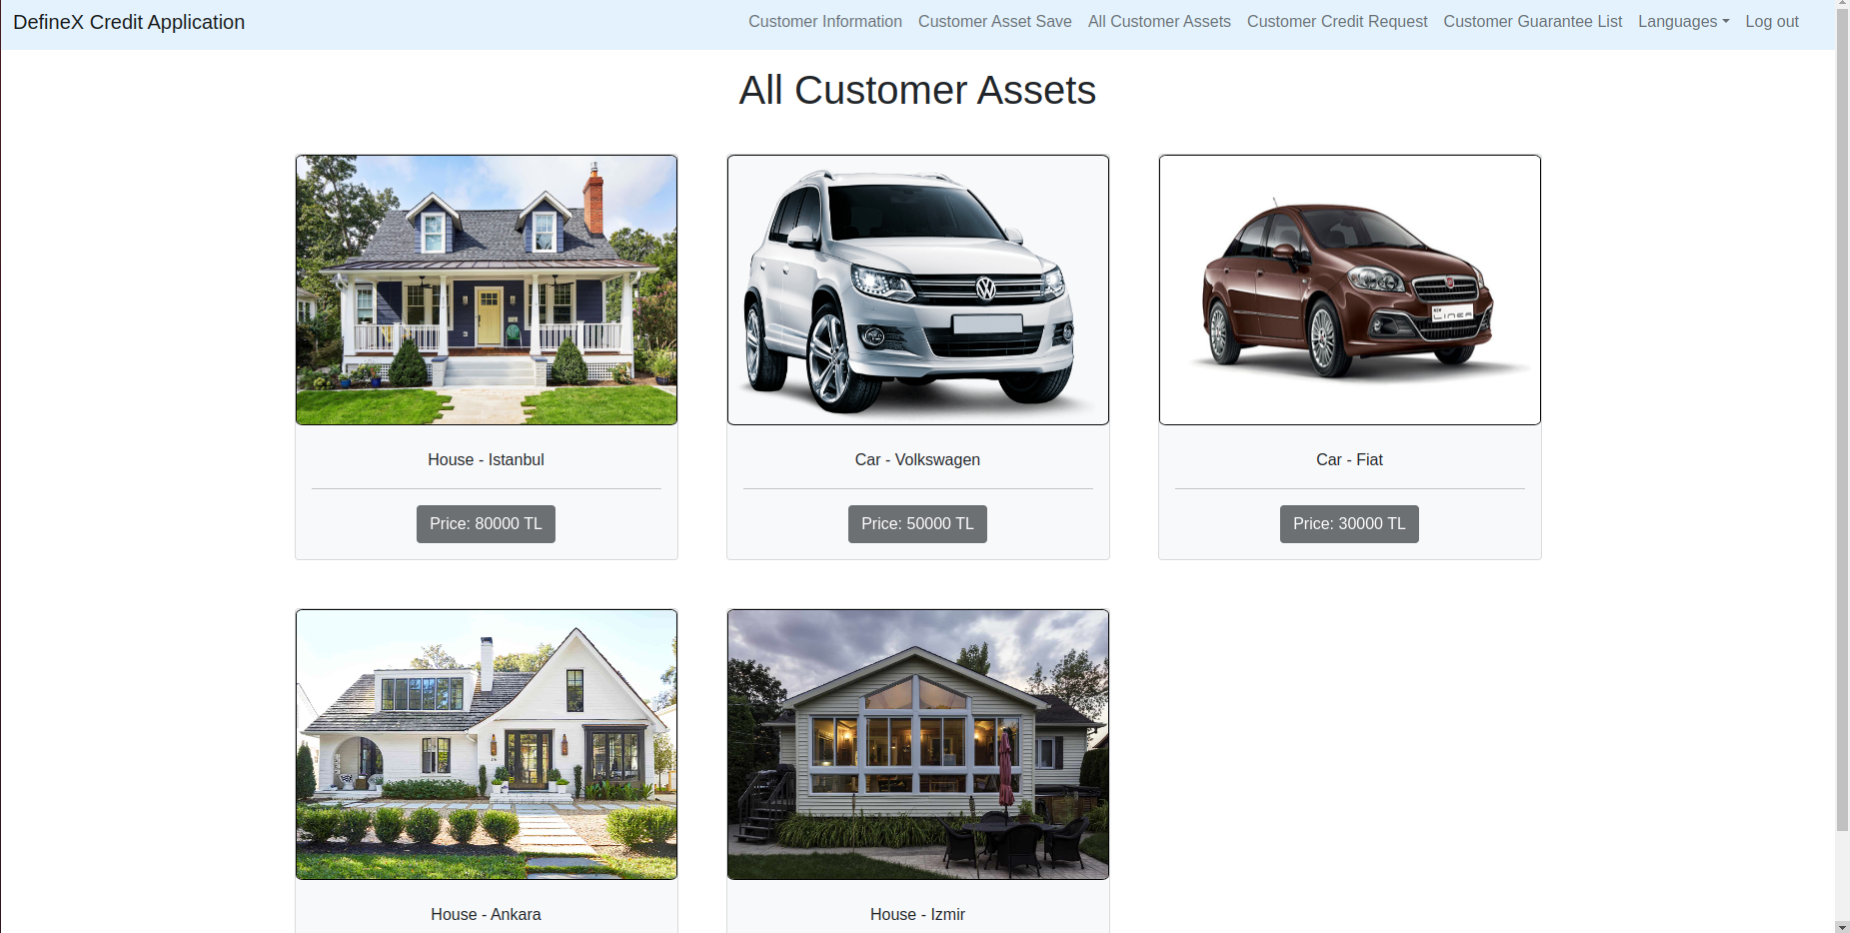 DefineX Credit Application
Customer Information Customer Asset Save All Customer Assets Customer Credit Request Customer Guarantee List Languages Log out
All Customer Assets
House - Istanbul
Price: 80000 TL
Car - Volkswagen
Price: 50000 TL
LINEA
Car - Fiat
Price: 30000 TL
House - Ankara
House - Izmir